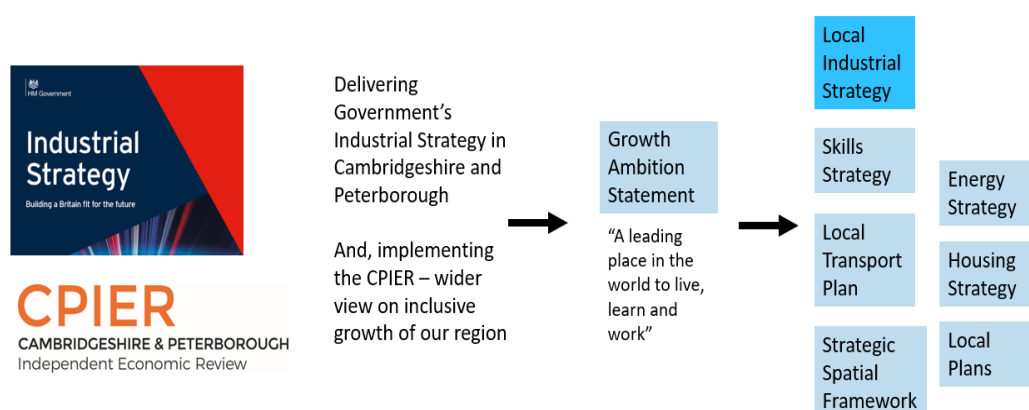 HM Government
Industrial
Strategy
Building a Britain fit for the future
CPIER
CAMBRIDGESHIRE & PETERBOROUGH
Independent Economic Review
Delivering
Government’s
Industrial Strategy in
Cambridgeshire and
Peterborough
And, implementing
the CPIER – wider
view on inclusive
growth of our region
Growth
Ambition
Statement
“A leading
place in the
world to live,
learn and
work”
Local
Industrial
Strategy
Skills
Strategy
Local
Transport
Plan
Strategic
Spatial
Framework
Energy
Strategy
Housing
Strategy
Local
Plans